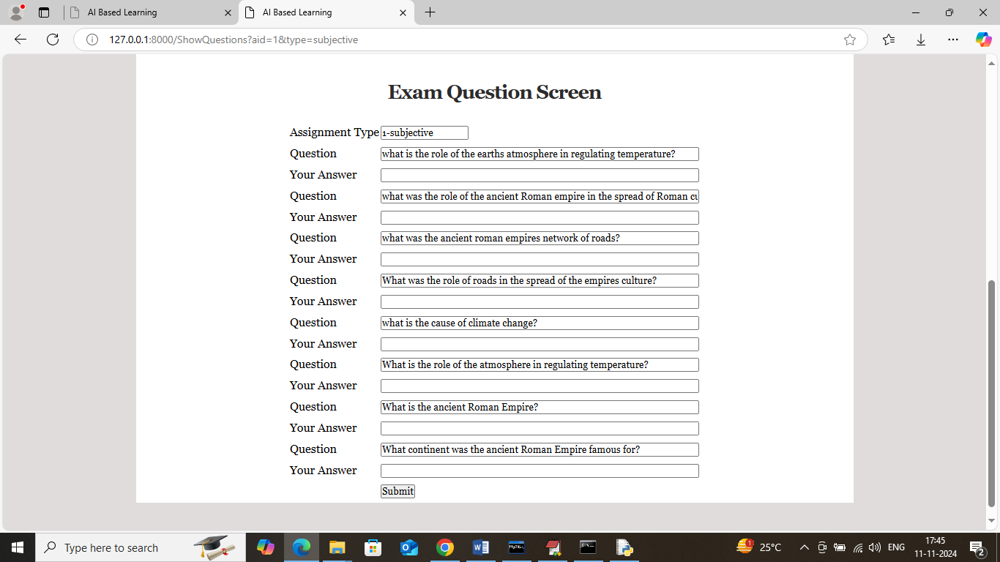 AI Based Learning
AI Based Learning
127.0.0.1:8000/ShowQuestions?aid=1&type=subjective
Exam Question Screen
Assignment Type 1-subjective
Question what is the role of the earths atmosphere in regulating temperature?
Your Answer
Question what was the role of the ancient Roman empire in the spread of Roman cu
Your Answer
Question what was the ancient roman empires network of roads?
Your Answer
Question What was the role of roads in the spread of the empires culture?
Your Answer
Question what is the cause of climate change?
Your Answer
Question What is the role of the atmosphere in regulating temperature?
Your Answer
Question What is the ancient Roman Empire?
Your Answer
Question What continent was the ancient Roman Empire famous for?
Your Answer
Submit
Type here to search
MySQL
1
25°C
ENG
17:45
11-11-2024
2